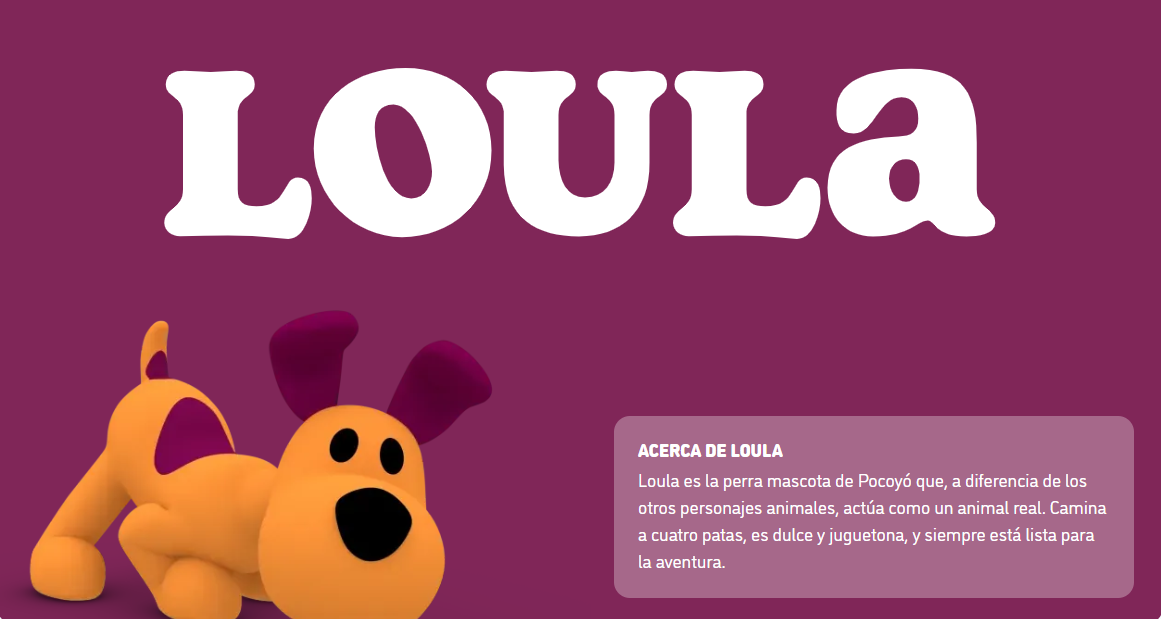 LOULa
ACERCA DE LOULA
Loula es la perra mascota de Pocoyó que, a diferencia de los
otros personajes animales, actúa como un animal real. Camina
a cuatro patas, es dulce y juguetona, y siempre está lista para
la aventura.